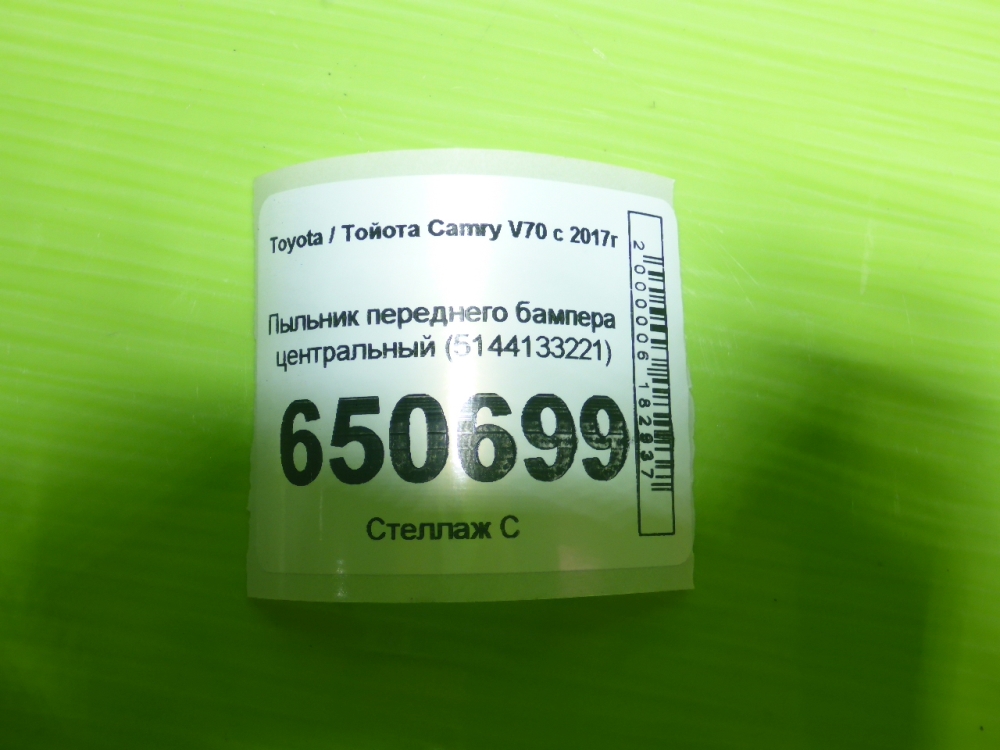 Toyota / Тойота Camry V70 с 2017г
Пыльник переднего бампера
центральный (5144133221)
650699
Стеллаж С
2000006182937